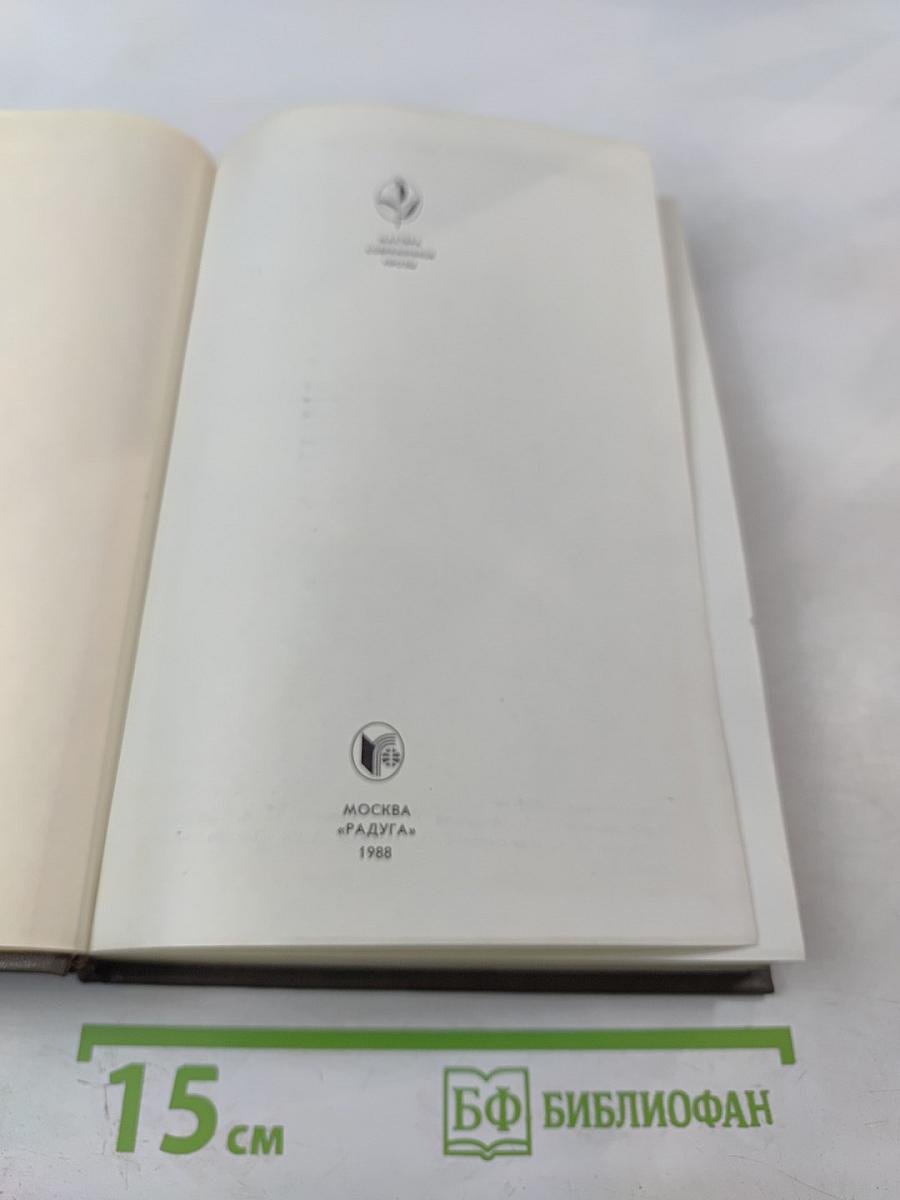 МОСКВА
«РАДУГА»
1988
15 см
БФ БИБЛИОФАН